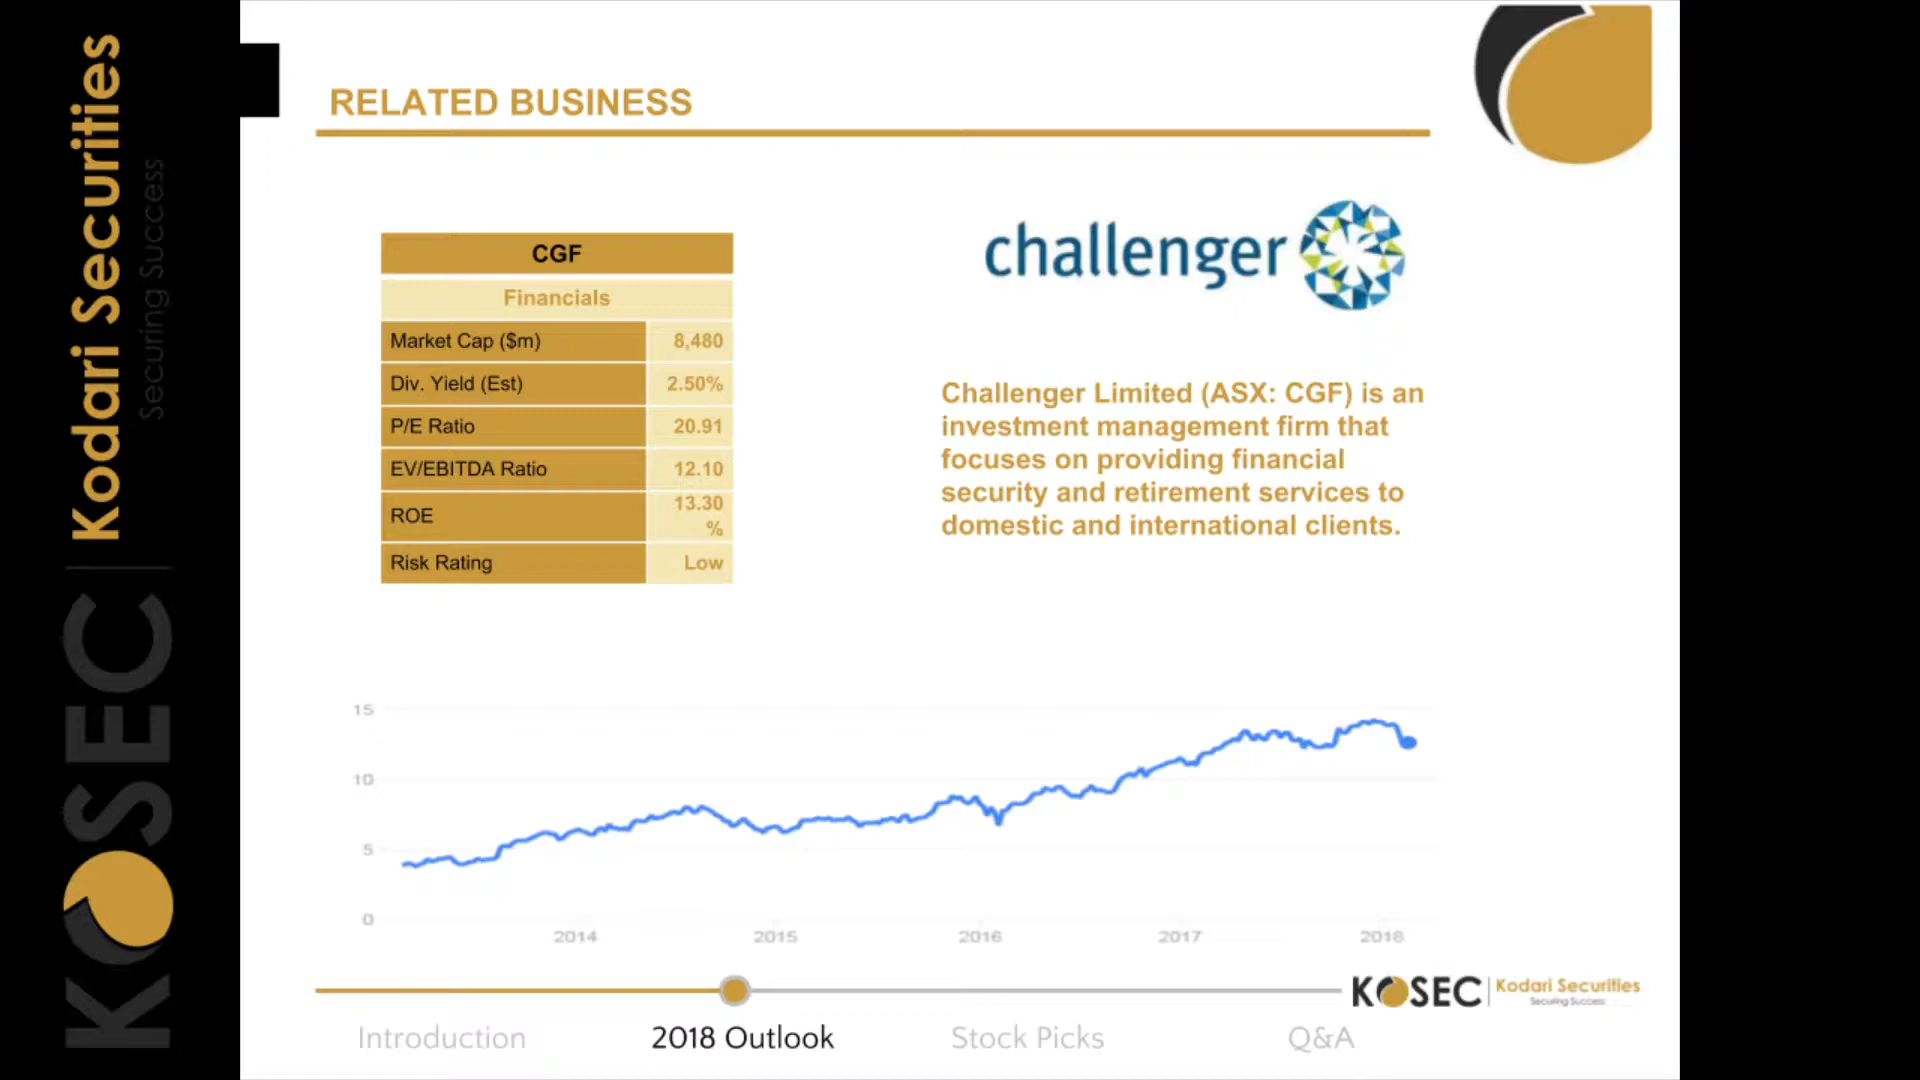 KOSEC | Kodari Securities
Securing Success
RELATED BUSINESS
challenger
CGF
Financials
Market Cap ($m) 8,480
Div. Yield (Est) 2.50%
P/E Ratio 20.91
EV/EBITDA Ratio 12.10
ROE 13.30
%
Risk Rating Low
Challenger Limited (ASX: CGF) is an
investment management firm that
focuses on providing financial
security and retirement services to
domestic and international clients.
15
10
5
0
2014 2015 2016 2017 2018
KOSEC | Kodari Securities
Securing Success
Introduction 2018 Outlook Stock Picks Q&A